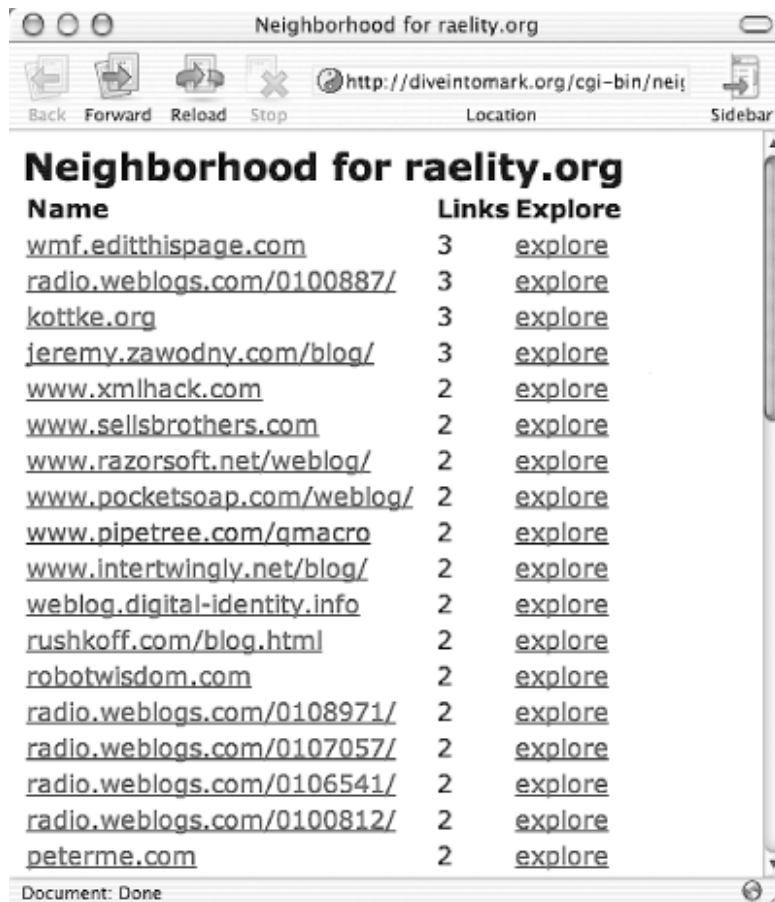 Neighborhood for raelity.org
http://diveintomark.org/cgi-bin/neig
Back Forward Reload Stop Location Sidebar
Neighborhood for raelity.org
Name Links Explore
wmf.editthispage.com 3 explore
radio.weblogs.com/0100887/ 3 explore
kottke.org 3 explore
jeremy.zawodny.com/blog/ 3 explore
www.xmlhack.com 2 explore
www.sellsbrothers.com 2 explore
www.razorsoft.net/weblog/ 2 explore
www.pocketsoap.com/weblog/ 2 explore
www.pipetree.com/qmacro 2 explore
www.intertwingly.net/blog/ 2 explore
weblog.digital-identity.info 2 explore
rushkoff.com/blog.html 2 explore
robotwisdom.com 2 explore
radio.weblogs.com/0108971/ 2 explore
radio.weblogs.com/0107057/ 2 explore
radio.weblogs.com/0106541/ 2 explore
radio.weblogs.com/0100812/ 2 explore
peterme.com 2 explore
Document: Done